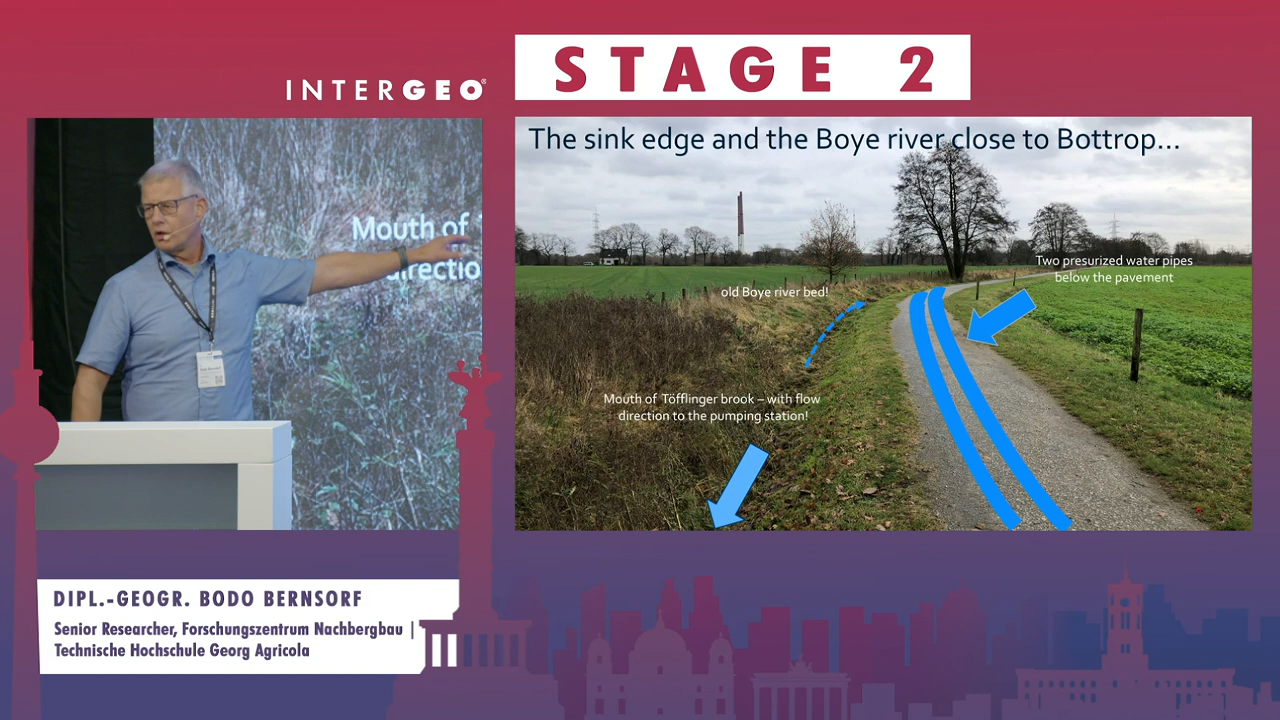 INTERGEO®
STAGE 2
Mouth of
directio
The sink edge and the Boye river close to Bottrop...
Two presurized water pipes
below the pavement
old Boye river bed!
Mouth of Töfflinger brook – with flow
direction to the pumping station!
DIPL.-GEOGR. BODO BERNSORF
Senior Researcher, Forschungszentrum Nachbergbau |
Technische Hochschule Georg Agricola